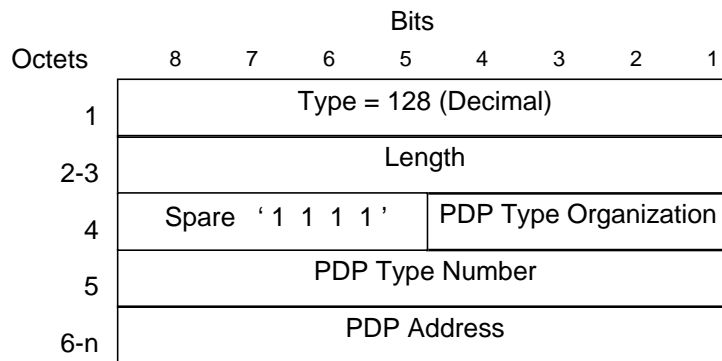 Bits
Octets 8 7 6 5 4 3 2 1
1 Type = 128 (Decimal)
2-3 Length
4 Spare ‘ 1 1 1 1 ’ PDP Type Organization
5 PDP Type Number
6-n PDP Address